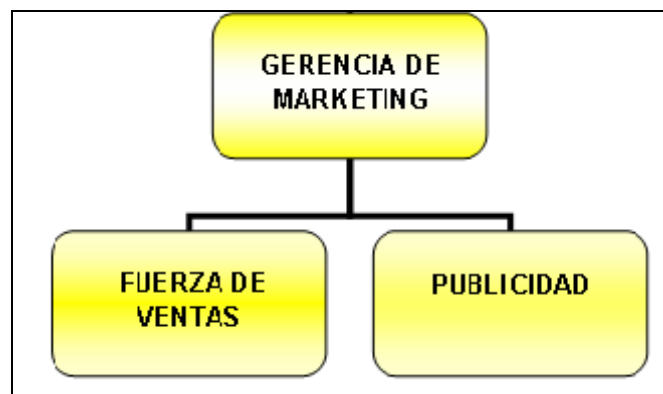 GERENCIA DE
MARKETING
FUERZA DE
VENTAS
PUBLICIDAD